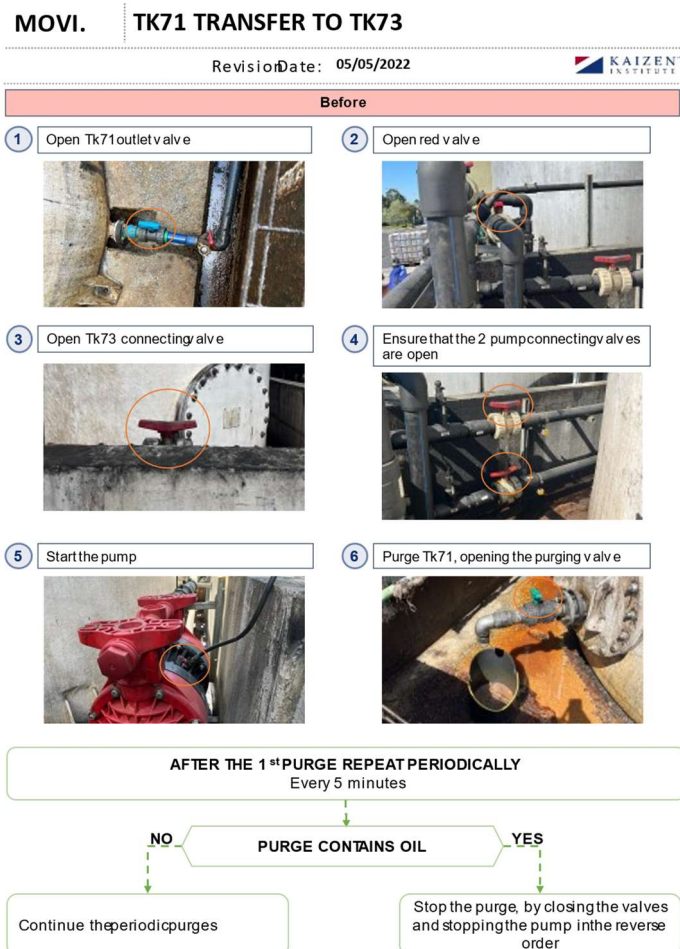 MOVI.
TK71 TRANSFER TO TK73
Revision Date: 05/05/2022
KAIZEN
INSTITUTE
Before
1 Open Tk71 outlet valve
2 Open red valve
3 Open Tk73 connecting valve
4 Ensure that the 2 pump connecting valves
are open
5 Start the pump
6 Purge Tk71, opening the purging valve
AFTER THE 1st PURGE REPEAT PERIODICALLY
Every 5 minutes
NO
PURGE CONTAINS OIL
YES
Continue the periodic purges
Stop the purge, by closing the valves
and stopping the pump in the reverse
order